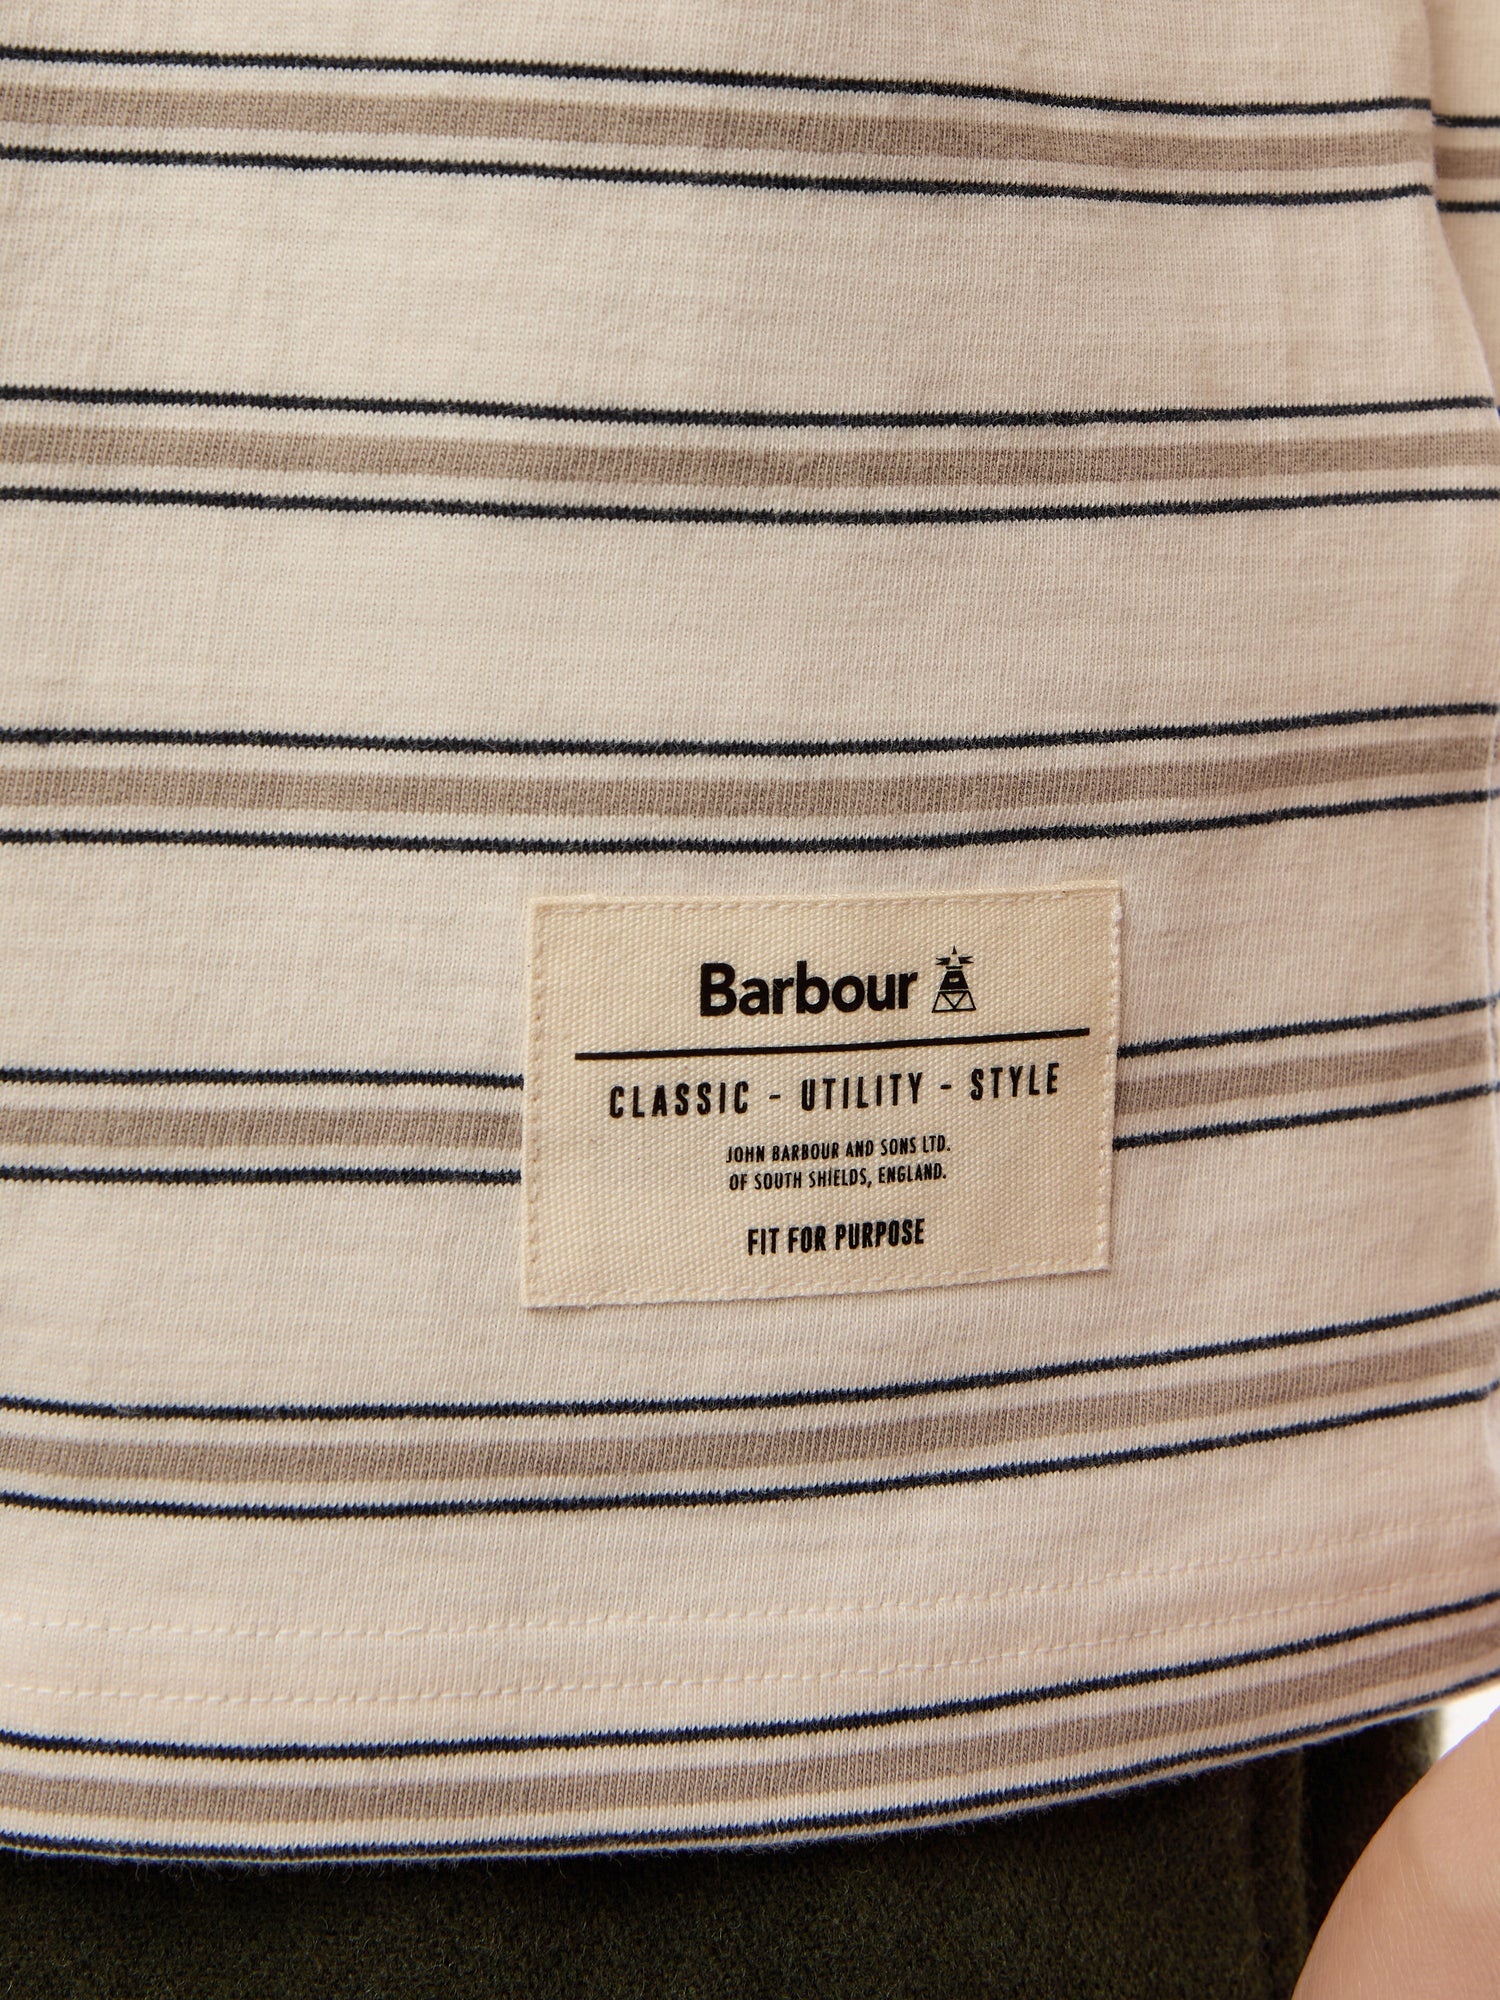 Barbour
CLASSIC - UTILITY - STYLE
JOHN BARBOUR AND SONS LTD.
OF SOUTH SHIELDS, ENGLAND.
FIT FOR PURPOSE